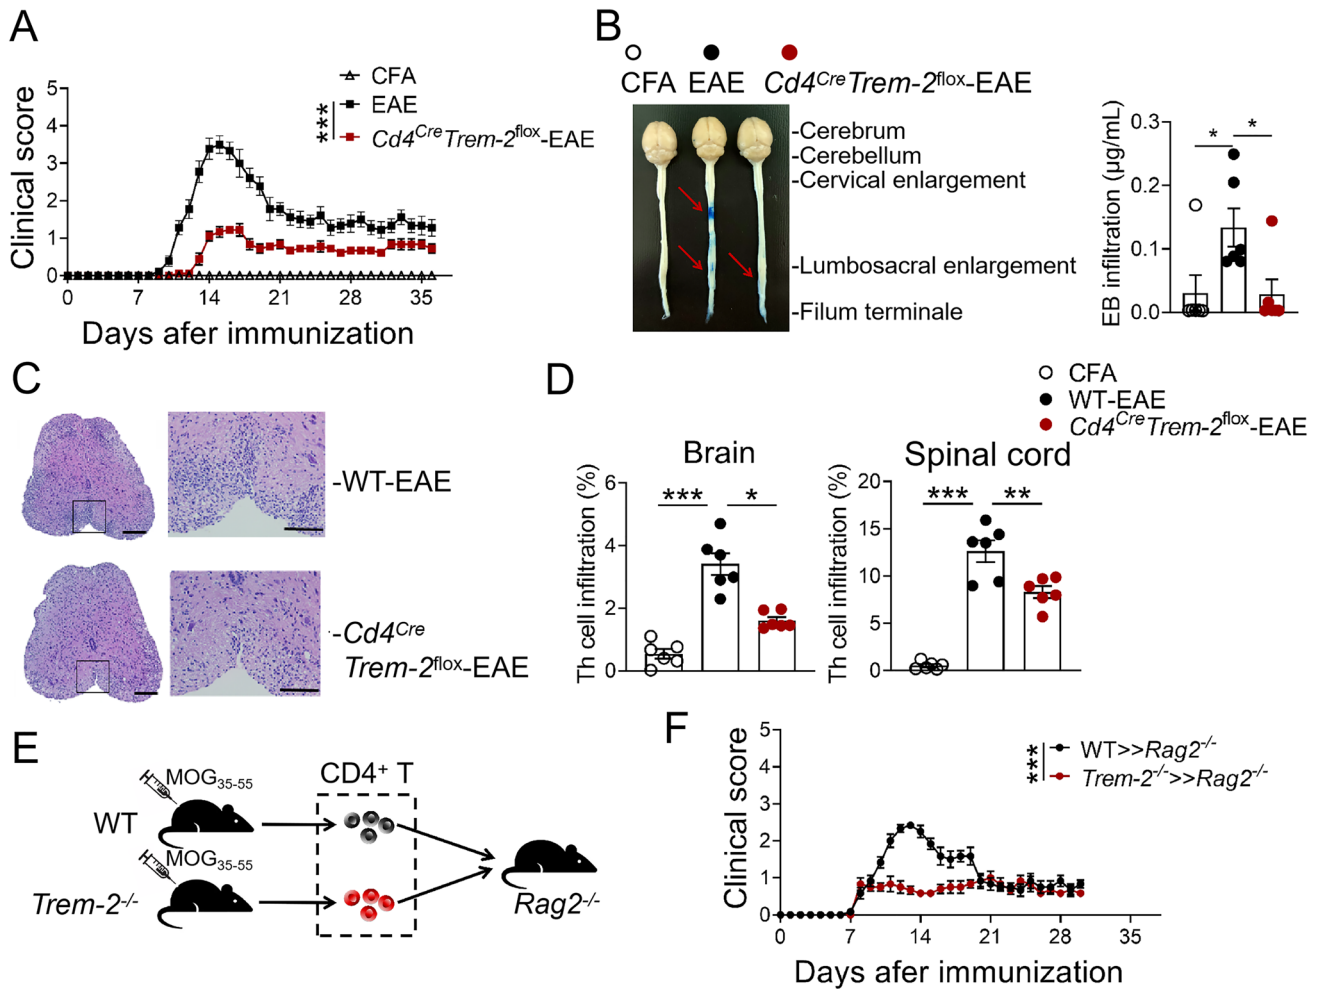 A
Clinical score
5
4
3
2
1
0
0 7 14 21 28 35
Days afer immunization
CFA
EAE
Cd4CreTrem-2flox-EAE
***
B
CFA EAE Cd4CreTrem-2flox-EAE
-Cerebrum
-Cerebellum
-Cervical enlargement
-Lumbosacral enlargement
-Filum terminale
EB infiltration (μg/mL)
0.3
0.2
0.1
0.0
* *
C
-WT-EAE
-Cd4Cre
Trem-2flox-EAE
D
CFA
WT-EAE
Cd4CreTrem-2flox-EAE
Brain
Th cell infiltration (%)
6
4
2
0
*** *
Spinal cord
Th cell infiltration (%)
20
15
10
5
0
*** **
E
CD4+ T
MOG35-55
WT
MOG35-55
Trem-2-/-
Rag2-/-
F
Clinical score
5
4
3
2
1
0
0 7 14 21 28 35
Days afer immunization
WT>>Rag2-/-
Trem-2-/->>Rag2-/-
***